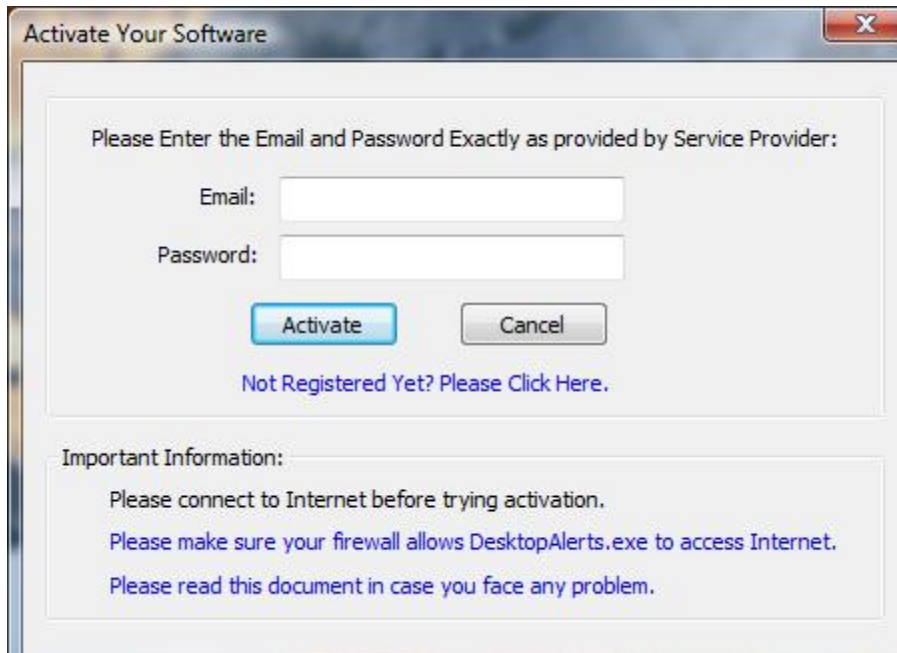 Activate Your Software
Please Enter the Email and Password Exactly as provided by Service Provider:
Email:
Password:
Activate Cancel
Not Registered Yet? Please Click Here.
Important Information:
Please connect to Internet before trying activation.
Please make sure your firewall allows DesktopAlerts.exe to access Internet.
Please read this document in case you face any problem.